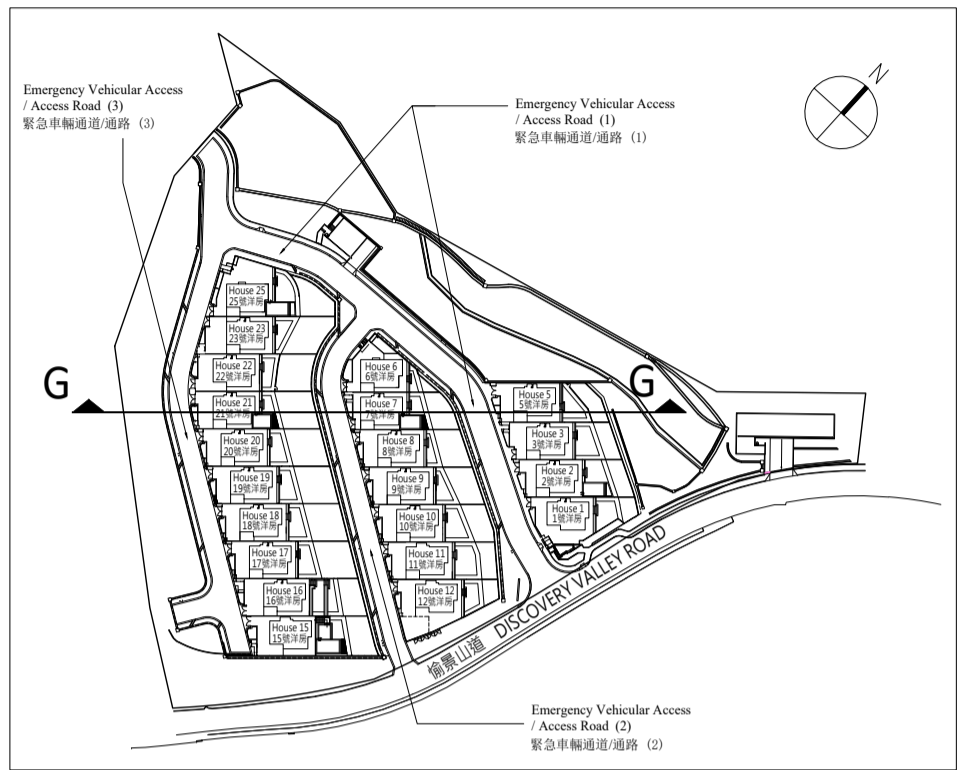 Emergency Vehicular Access
/ Access Road (3)
緊急車輛通道/通路 (3)
Emergency Vehicular Access
/ Access Road (1)
緊急車輛通道/通路 (1)
N
G
G
House 25
25號洋房
House 23
23號洋房
House 22
22號洋房
House 21
21號洋房
House 20
20號洋房
House 19
19號洋房
House 18
18號洋房
House 17
17號洋房
House 16
16號洋房
House 15
15號洋房
House 6
6號洋房
House 7
7號洋房
House 8
8號洋房
House 9
9號洋房
House 10
10號洋房
House 11
11號洋房
House 12
12號洋房
House 5
5號洋房
House 3
3號洋房
House 2
2號洋房
House 1
1號洋房
愉景山道 DISCOVERY VALLEY ROAD
Emergency Vehicular Access
/ Access Road (2)
緊急車輛通道/通路 (2)